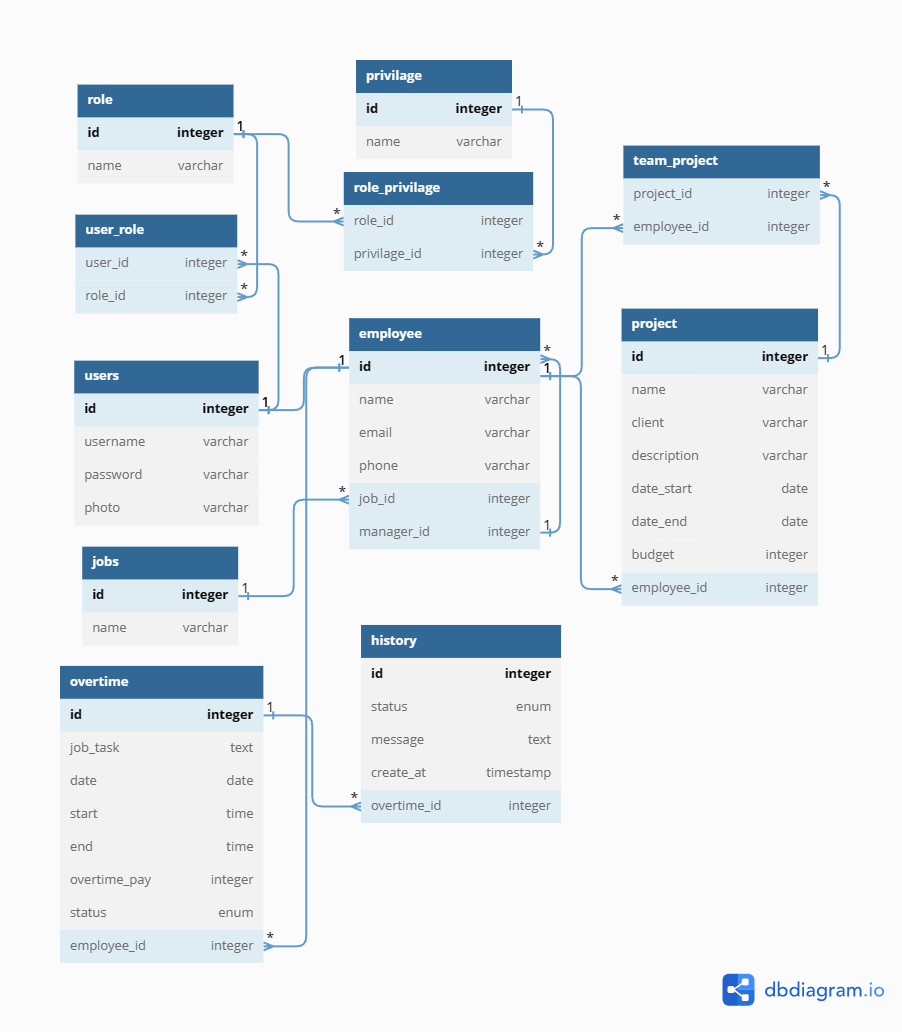 role
id integer
name varchar
privilage
id integer
name varchar
user_role
user_id integer
role_id integer
role_privilage
role_id integer
privilage_id integer
team_project
project_id integer
employee_id integer
users
id integer
username varchar
password varchar
photo varchar
employee
id integer
name varchar
email varchar
phone varchar
job_id integer
manager_id integer
project
id integer
name varchar
client varchar
description varchar
date_start date
date_end date
budget integer
employee_id integer
jobs
id integer
name varchar
overtime
id integer
job_task text
date date
start time
end time
overtime_pay integer
status enum
employee_id integer
history
id integer
status enum
message text
create_at timestamp
overtime_id integer
1
1
*
*
*
*
*
*
1
1
*
1
1
*
1
1
*
1
*
*
dbdiagram.io